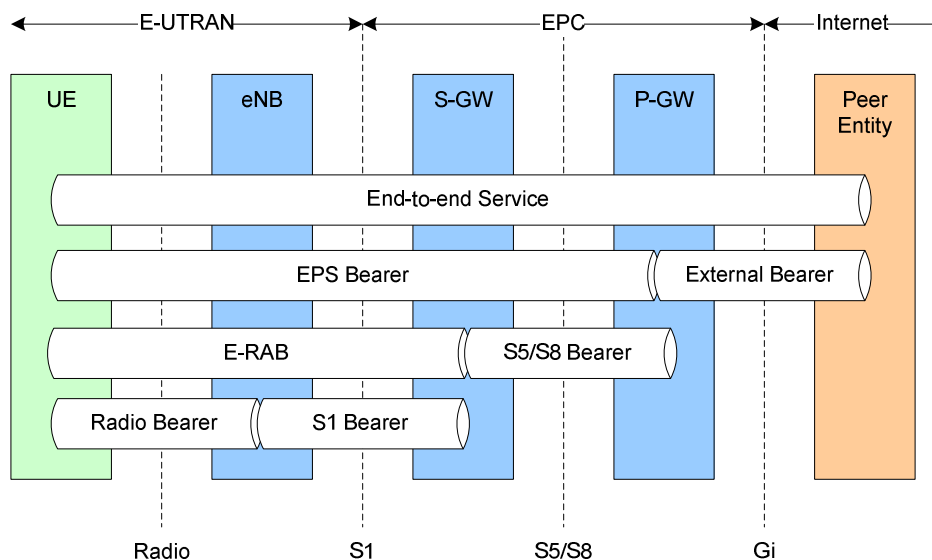 E-UTRAN
EPC
Internet
UE
eNB
S-GW
P-GW
Peer
Entity
End-to-end Service
EPS Bearer
External Bearer
E-RAB
S5/S8 Bearer
Radio Bearer
S1 Bearer
Radio
S1
S5/S8
Gi